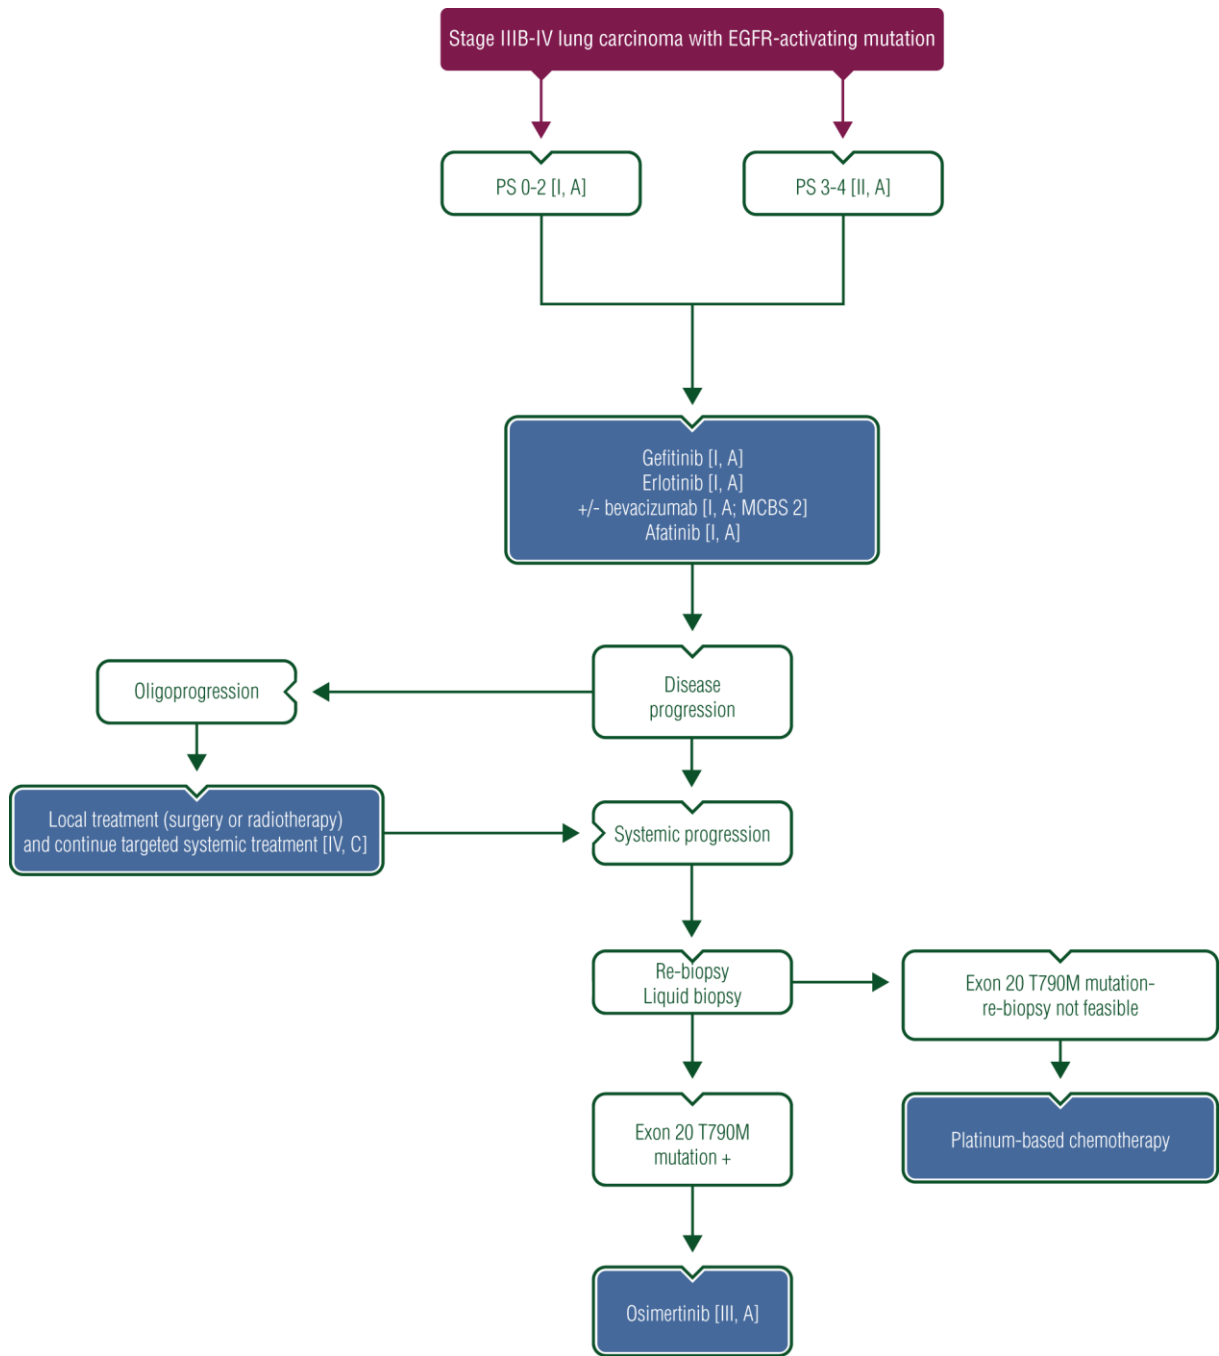 Stage IIIB-IV lung carcinoma with EGFR-activating mutation
PS 0-2 [I, A]
PS 3-4 [II, A]
Gefitinib [I, A]
Erlotinib [I, A]
+/- bevacizumab [I, A; MCBS 2]
Afatinib [I, A]
Oligoprogression
Disease
progression
Local treatment (surgery or radiotherapy)
and continue targeted systemic treatment [IV, C]
Systemic progression
Re-biopsy
Liquid biopsy
Exon 20 T790M mutation-
re-biopsy not feasible
Exon 20 T790M
mutation +
Platinum-based chemotherapy
Osimertinib [III, A]